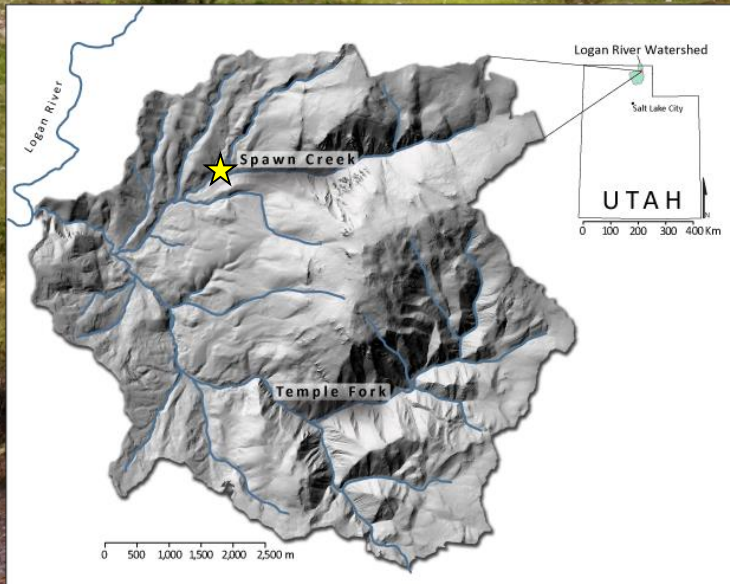 Logan River
Spawn Creek
Temple Fork
0 500 1,000 1,500 2,000 2,500 m
Logan River Watershed
Salt Lake City
UTAH
N
0 100 200 300 400 Km